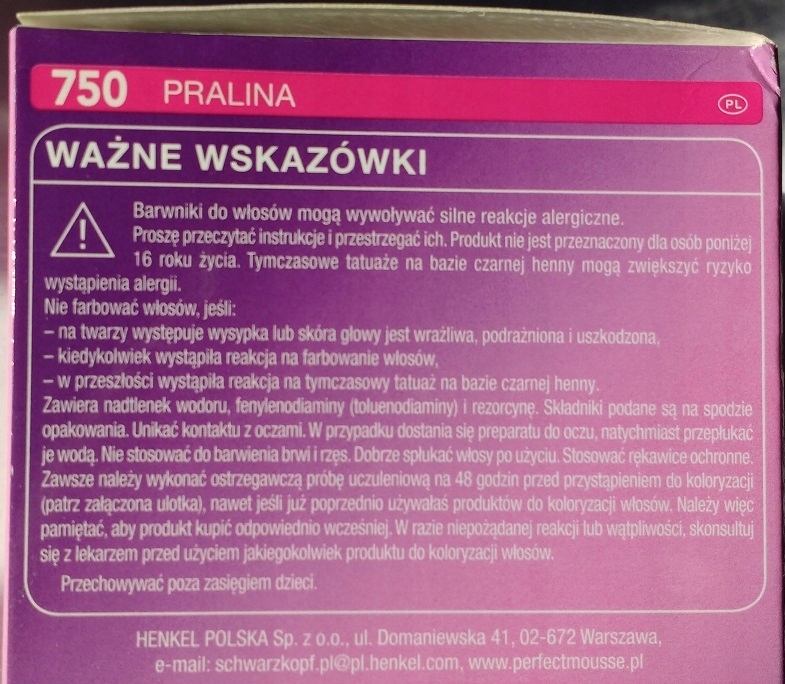 750 PRALINA PL
WAŻNE WSKAZÓWKI
Barwniki do włosów mogą wywoływać silne reakcje alergiczne.
Proszę przeczytać instrukcje i przestrzegać ich. Produkt nie jest przeznaczony dla osób poniżej
16 roku życia. Tymczasowe tatuaże na bazie czarnej henny mogą zwiększyć ryzyko
wystąpienia alergii.
Nie farbować włosów, jeśli:
– na twarzy występuje wysypka lub skóra głowy jest wrażliwa, podrażniona i uszkodzona,
– kiedykolwiek wystąpiła reakcja na farbowanie włosów,
– w przeszłości wystąpiła reakcja na tymczasowy tatuaż na bazie czarnej henny.
Zawiera nadtlenek wodoru, fenylenodiaminy (toluenodiaminy) i rezorcynę. Składniki podane są na spodzie
opakowania. Unikać kontaktu z oczami. W przypadku dostania się preparatu do oczu, natychmiast przepłukać
je wodą. Nie stosować do barwienia brwi i rzęs. Dobrze spłukać włosy po użyciu. Stosować rękawice ochronne.
Zawsze należy wykonać ostrzegawczą próbę uczuleniową na 48 godzin przed przystąpieniem do koloryzacji
(patrz załączona ulotka), nawet jeśli już poprzednio używałaś produktów do koloryzacji włosów. Należy więc
pamiętać, aby produkt kupić odpowiednio wcześniej. W razie niepożądanej reakcji lub wątpliwości, skonsultuj
się z lekarzem przed użyciem jakiegokolwiek produktu do koloryzacji włosów.
Przechowywać poza zasięgiem dzieci.
HENKEL POLSKA Sp. z o.o., ul. Domaniewska 41, 02-672 Warszawa,
e-mail: schwarzkopf.pl@pl.henkel.com, www.perfectmousse.pl